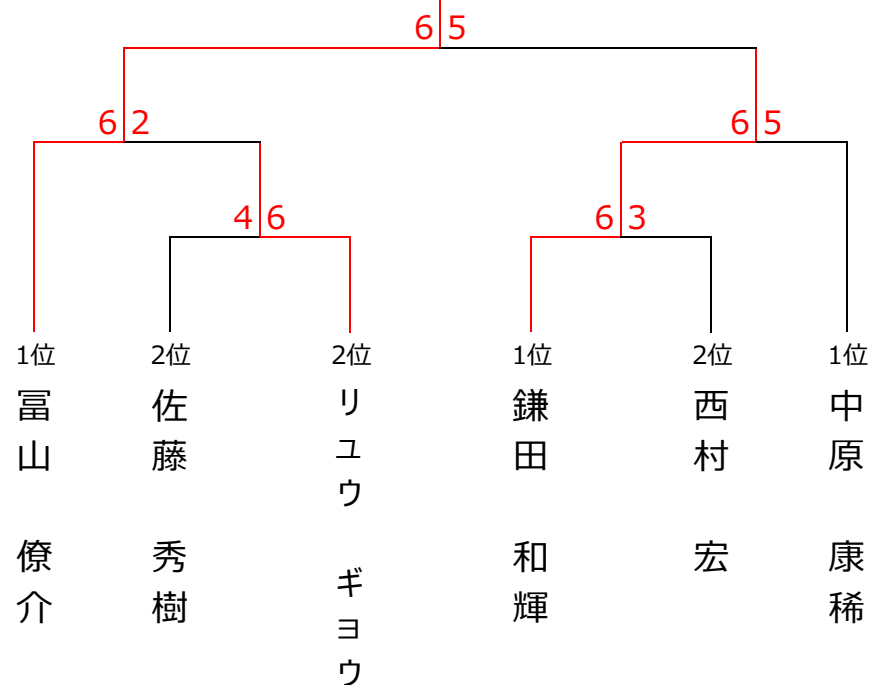 6 5
6 2
6 5
4 6
6 3
1位
2位
2位
1位
2位
1位
冨山 僚介
佐藤 秀樹
リュウ ギョウ
鎌田 和輝
西村 宏
中原 康稀